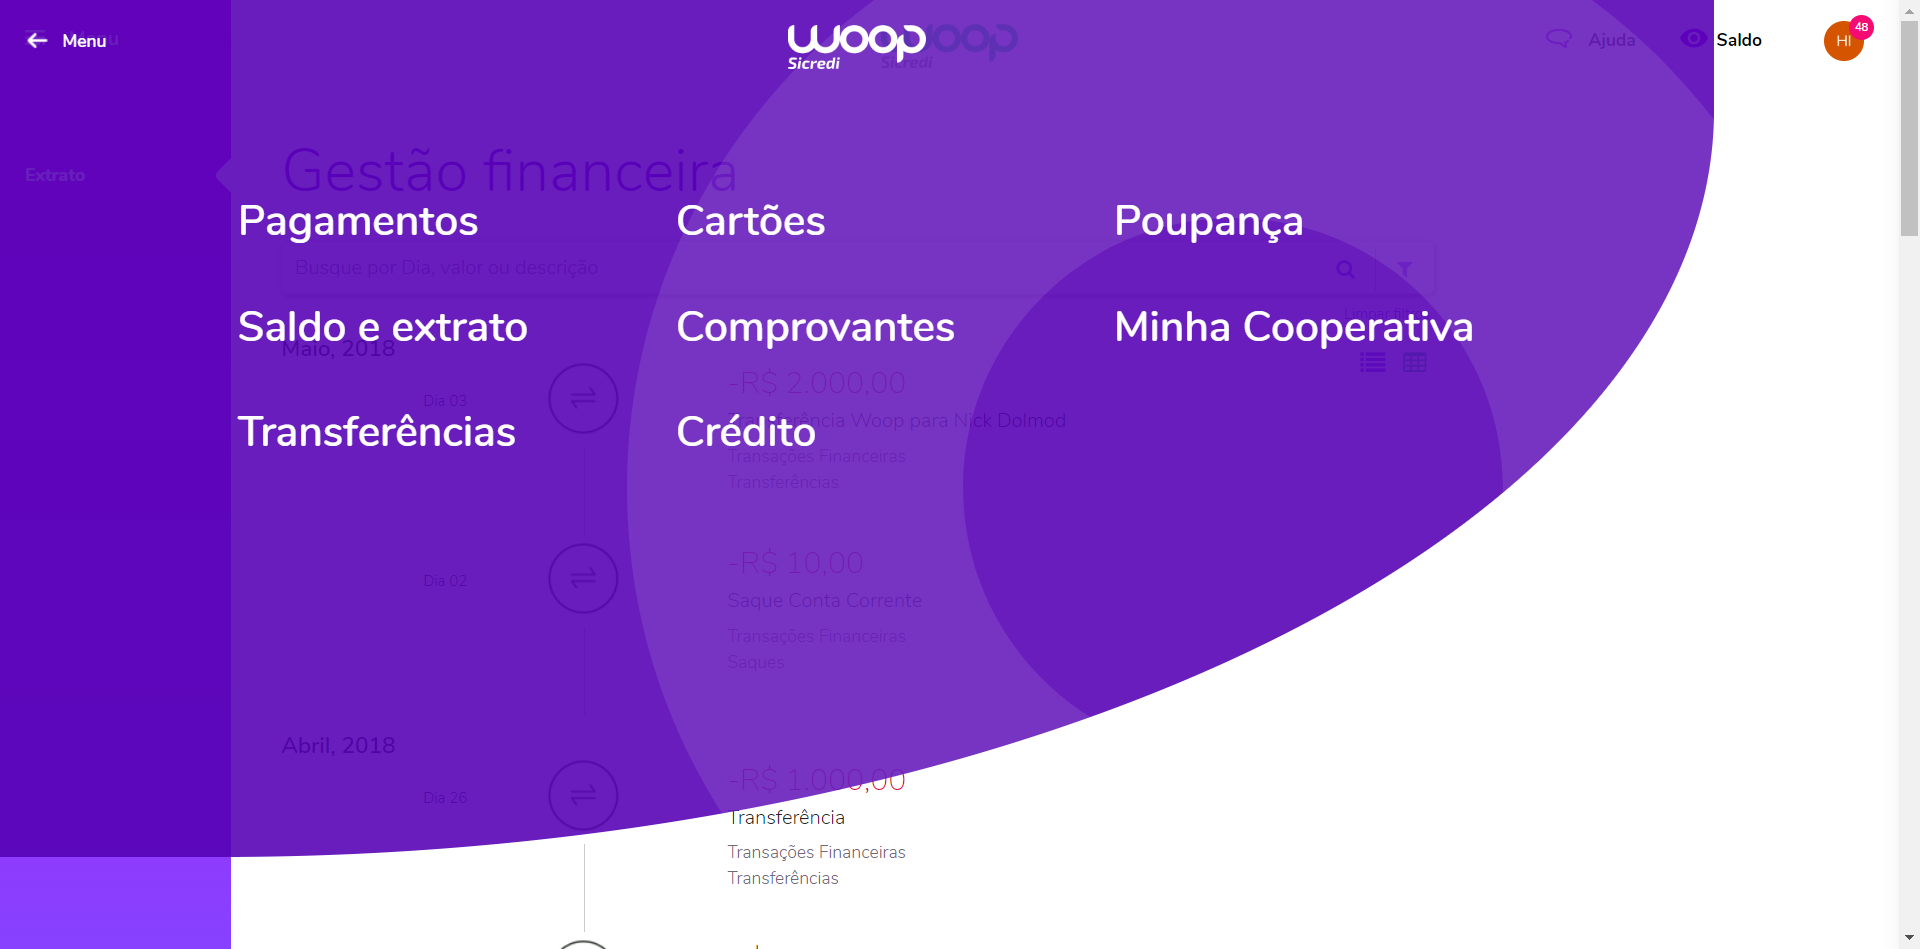 Menu
woop
Sicredi
Ajuda
Saldo
HI
48
Extrato
Gestão financeira
Pagamentos
Cartões
Poupança
Busque por Dia, valor ou descrição
Saldo e extrato
Comprovantes
Minha Cooperativa
Maio, 2018
Dia 03
-R$ 2.000,00
Transferência Woop para Nick Dolmod
Transferências
Crédito
Transações Financeiras
Transferências
Dia 02
-R$ 10,00
Saque Conta Corrente
Transações Financeiras
Saques
Abril, 2018
Dia 26
-R$ 1.000,00
Transferência
Transações Financeiras
Transferências